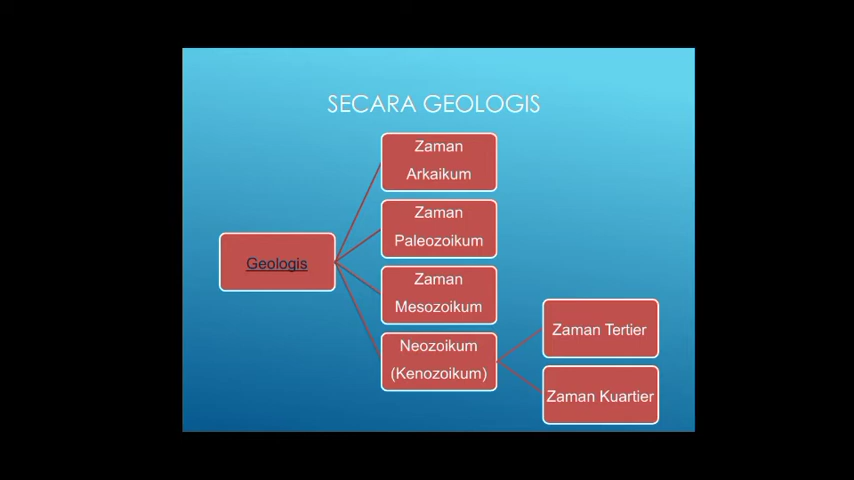 SECARA GEOLOGIS
Geologis
Zaman
Arkaikum
Zaman
Paleozoikum
Zaman
Mesozoikum
Neozoikum
(Kenozoikum)
Zaman Tertier
Zaman Kuartier